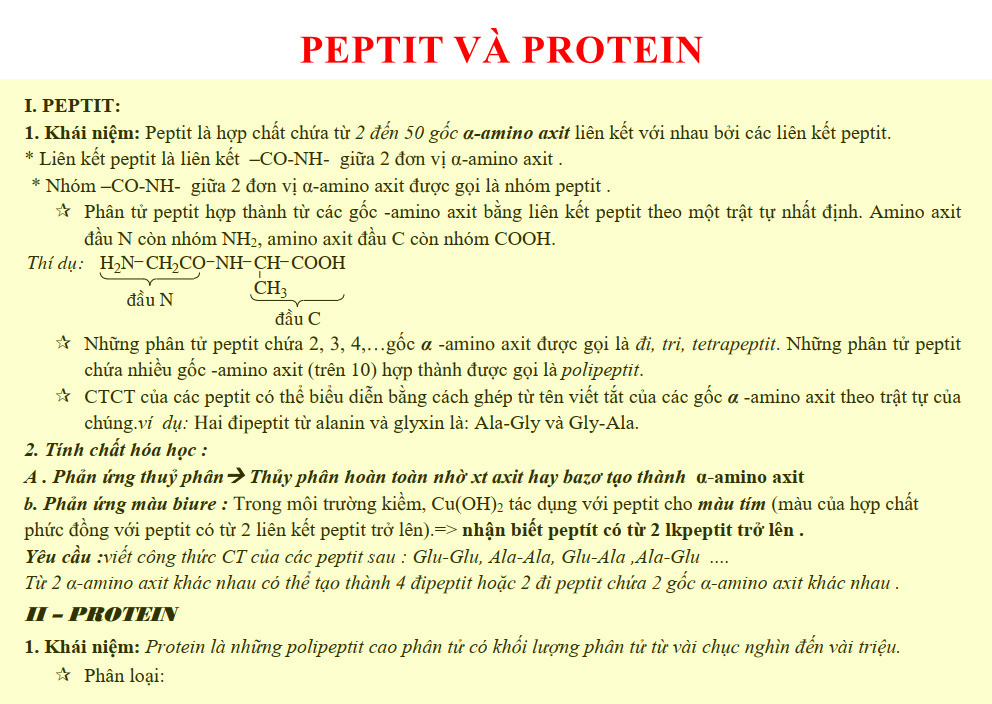 PEPTIT VÀ PROTEIN
I. PEPTIT:
1. Khái niệm: Peptit là hợp chất chứa từ 2 đến 50 gốc α-amino axit liên kết với nhau bởi các liên kết peptit.
* Liên kết peptit là liên kết –CO-NH- giữa 2 đơn vị α-amino axit .
* Nhóm –CO-NH- giữa 2 đơn vị α-amino axit được gọi là nhóm peptit .
✰ Phân tử peptit hợp thành từ các gốc -amino axit bằng liên kết peptit theo một trật tự nhất định. Amino axit
đầu N còn nhóm NH₂, amino axit đầu C còn nhóm COOH.
Thí dụ: H₂N–CH₂CO–NH–CH–COOH
CH₃
đầu N
đầu C
✰ Những phân tử peptit chứa 2, 3, 4,…gốc α -amino axit được gọi là đi, tri, tetrapeptit. Những phân tử peptit
chứa nhiều gốc -amino axit (trên 10) hợp thành được gọi là polipeptit.
✰ CTCT của các peptit có thể biểu diễn bằng cách ghép từ tên viết tắt của các gốc α -amino axit theo trật tự của
chúng.ví dụ: Hai đipeptit từ alanin và glyxin là: Ala-Gly và Gly-Ala.
2. Tính chất hóa học :
A . Phản ứng thuỷ phân→ Thủy phân hoàn toàn nhờ xt axit hay bazơ tạo thành α-amino axit
b. Phản ứng màu biure : Trong môi trường kiềm, Cu(OH)₂ tác dụng với peptit cho màu tím (màu của hợp chất
phức đồng với peptit có từ 2 liên kết peptit trở lên).=> nhận biết peptít có từ 2 lkpeptit trở lên .
Yêu cầu :viết công thức CT của các peptit sau : Glu-Glu, Ala-Ala, Glu-Ala ,Ala-Glu ....
Từ 2 α-amino axit khác nhau có thể tạo thành 4 đipeptit hoặc 2 đi peptit chứa 2 gốc α-amino axit khác nhau .
II – PROTEIN
1. Khái niệm: Protein là những polipeptit cao phân tử có khối lượng phân tử từ vài chục nghìn đến vài triệu.
✰ Phân loại: